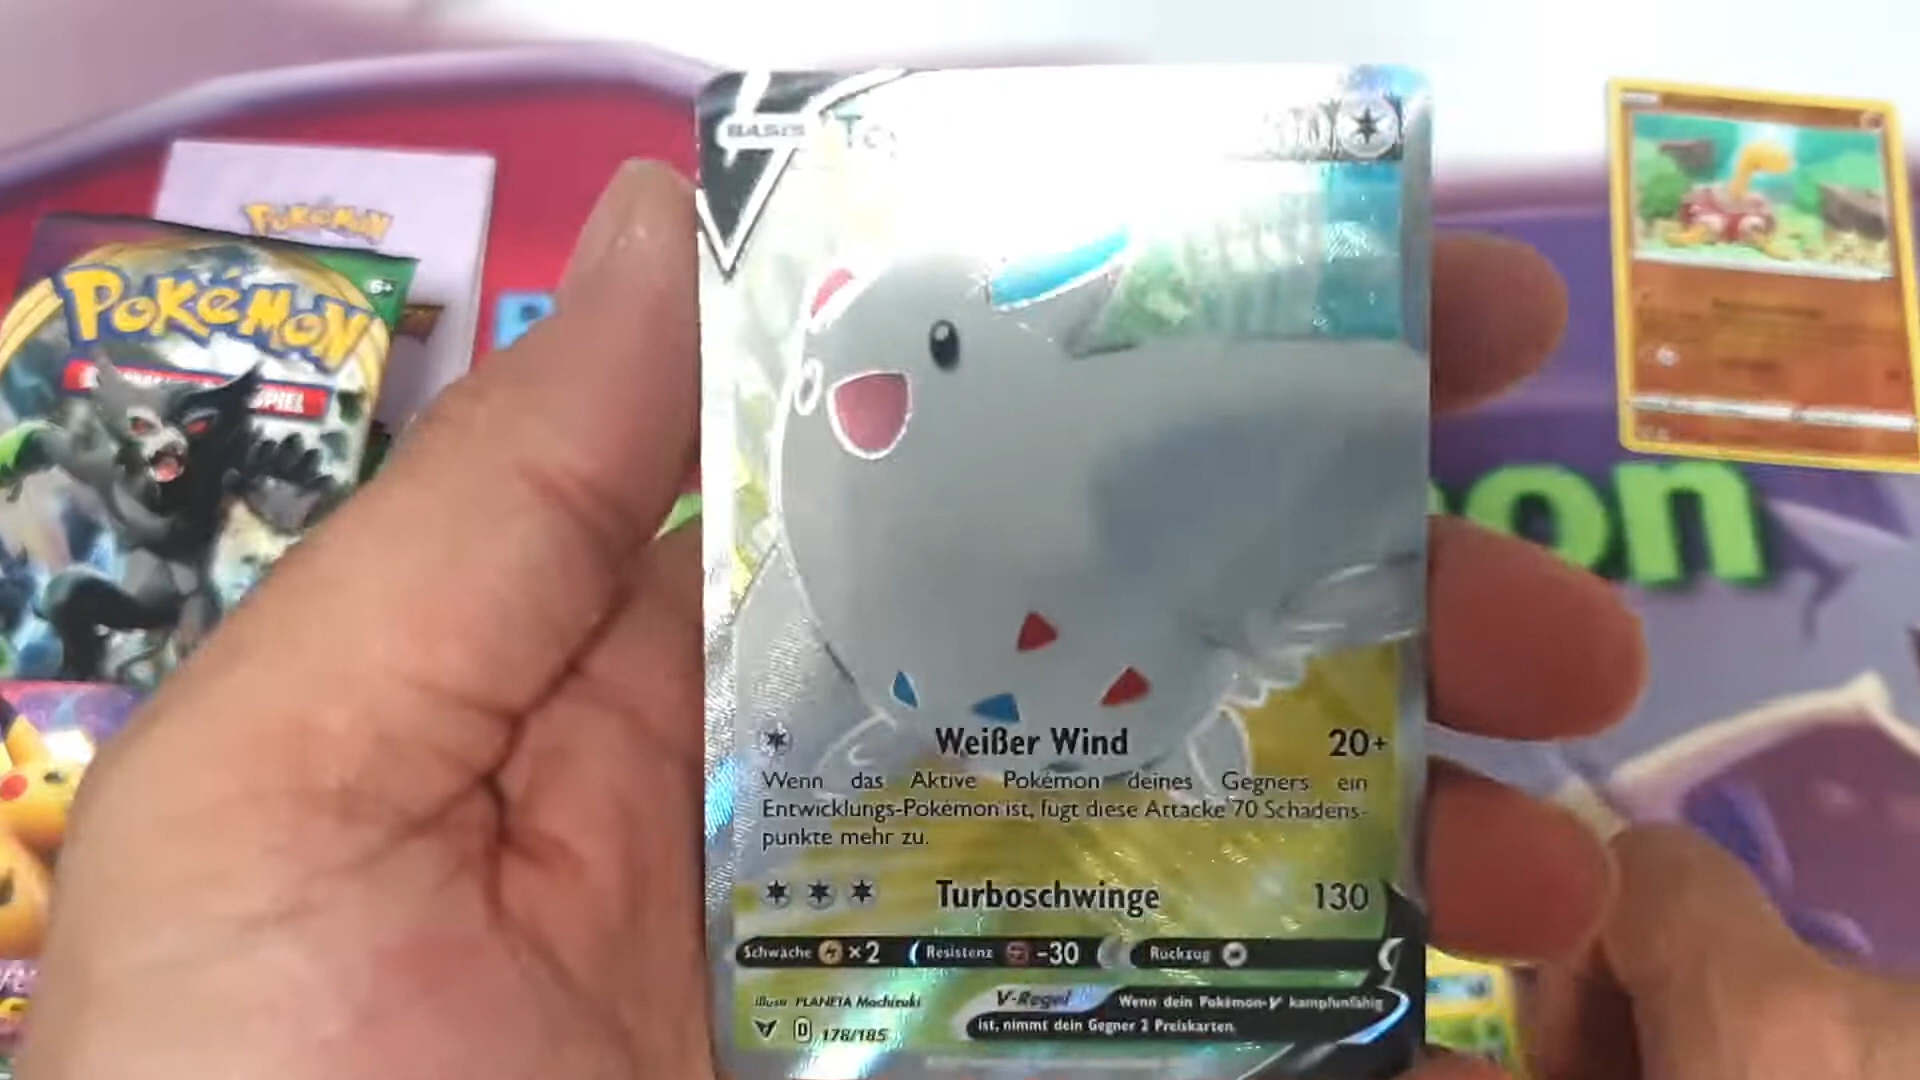 POKÉMON
POKÉMON
6+
SPIEL
BASIS
on
Weißer Wind 20+
Wenn das Aktive Pokémon deines Gegners ein
Entwicklungs-Pokémon ist, fügt diese Attacke 70 Schadens-
punkte mehr zu.
Turboschwinge 130
Schwäche ×2 Resistenz -30 Rückzug
Illus. PLANETA Mochizuki
V-Regel Wenn dein Pokémon-V kampfunfähig
ist, nimmt dein Gegner 2 Preiskarten.
D 178/185